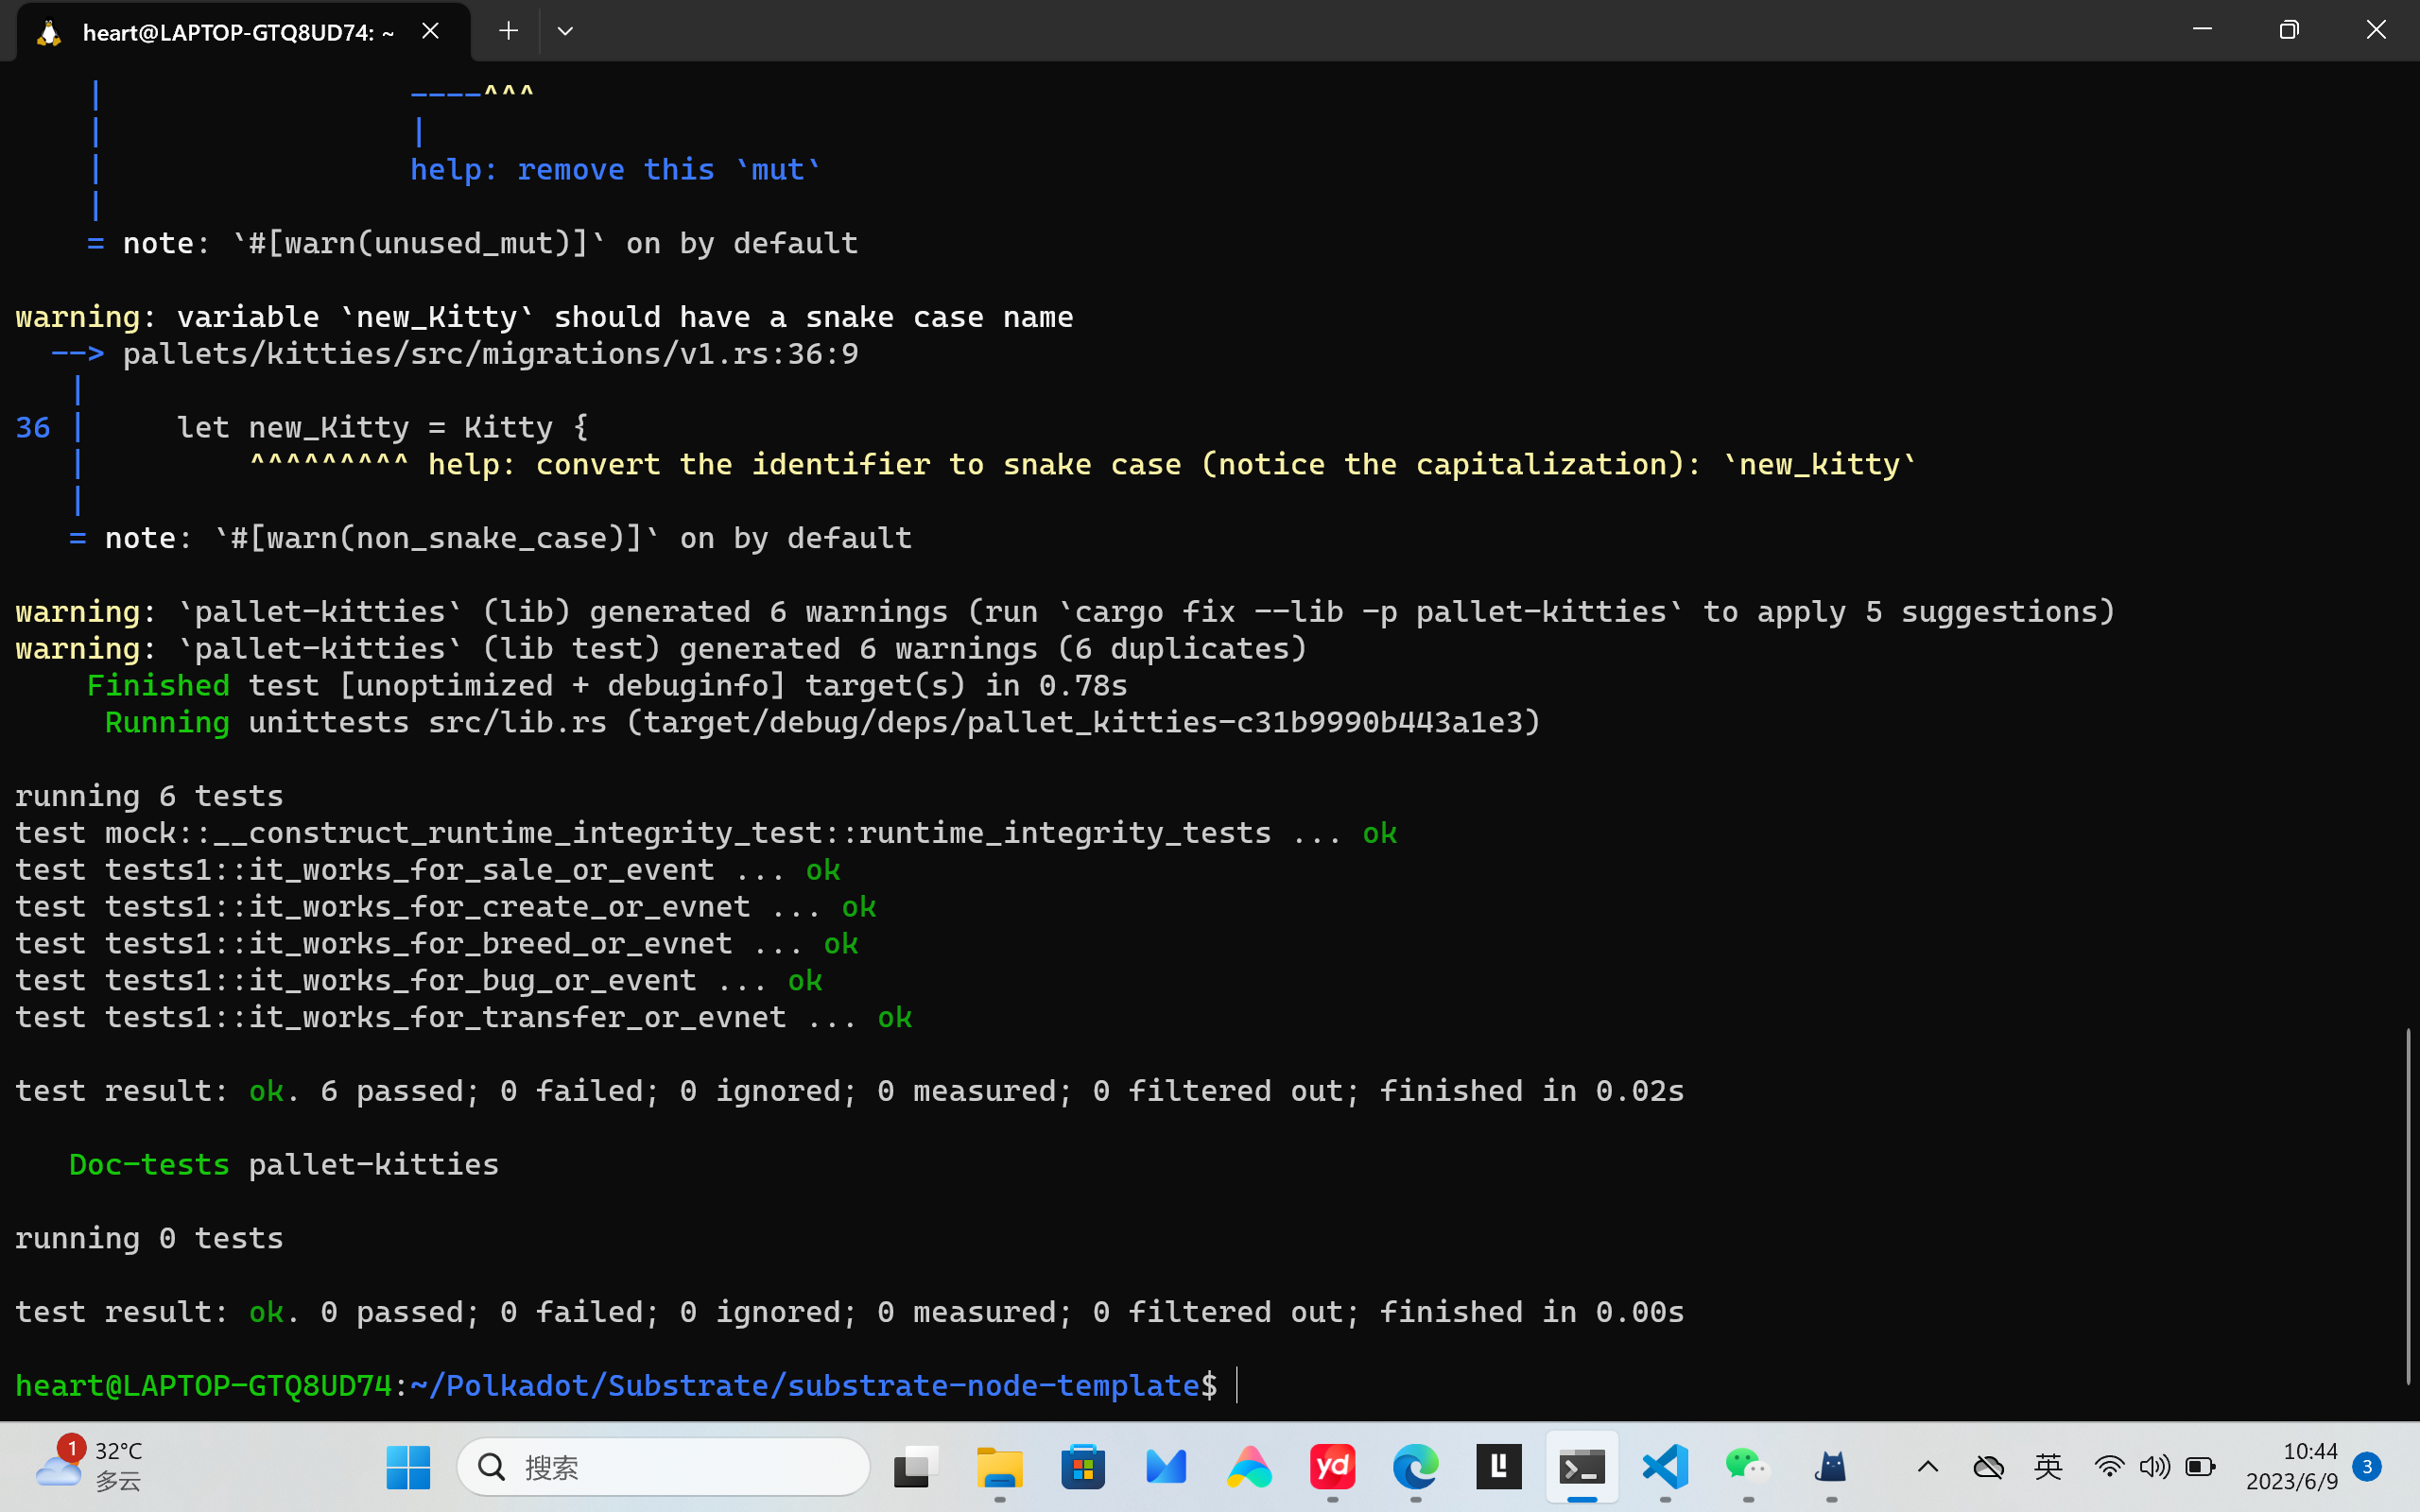 heart@LAPTOP-GTQ8UD74: ~
| ----^^^
| |
| help: remove this `mut`
|
= note: `#[warn(unused_mut)]` on by default
warning: variable `new_Kitty` should have a snake case name
--> pallets/kitties/src/migrations/v1.rs:36:9
|
36 | let new_Kitty = Kitty {
| ^^^^^^^^^ help: convert the identifier to snake case (notice the capitalization): `new_kitty`
|
= note: `#[warn(non_snake_case)]` on by default
warning: `pallet-kitties` (lib) generated 6 warnings (run `cargo fix --lib -p pallet-kitties` to apply 5 suggestions)
warning: `pallet-kitties` (lib test) generated 6 warnings (6 duplicates)
Finished test [unoptimized + debuginfo] target(s) in 0.78s
Running unittests src/lib.rs (target/debug/deps/pallet_kitties-c31b9990b443a1e3)
running 6 tests
test mock::__construct_runtime_integrity_test::runtime_integrity_tests ... ok
test tests1::it_works_for_sale_or_event ... ok
test tests1::it_works_for_create_or_evnet ... ok
test tests1::it_works_for_breed_or_evnet ... ok
test tests1::it_works_for_bug_or_event ... ok
test tests1::it_works_for_transfer_or_evnet ... ok
test result: ok. 6 passed; 0 failed; 0 ignored; 0 measured; 0 filtered out; finished in 0.02s
Doc-tests pallet-kitties
running 0 tests
test result: ok. 0 passed; 0 failed; 0 ignored; 0 measured; 0 filtered out; finished in 0.00s
heart@LAPTOP-GTQ8UD74:~/Polkadot/Substrate/substrate-node-template$
1
32°C
多云
搜索
yd
英
10:44
2023/6/9
3